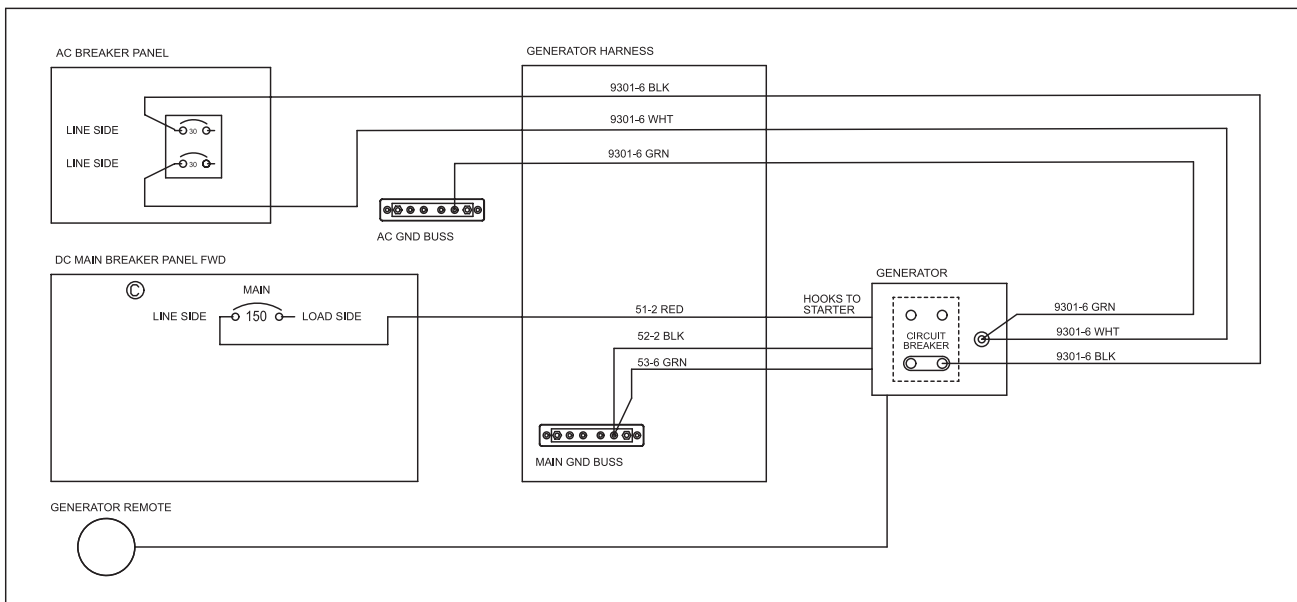 AC BREAKER PANEL
GENERATOR HARNESS
9301-6 BLK
LINE SIDE
30
9301-6 WHT
LINE SIDE
30
9301-6 GRN
AC GND BUSS
DC MAIN BREAKER PANEL FWD
GENERATOR
C
MAIN
LINE SIDE
150
LOAD SIDE
51-2 RED
HOOKS TO
STARTER
52-2 BLK
53-6 GRN
CIRCUIT
BREAKER
9301-6 GRN
9301-6 WHT
9301-6 BLK
MAIN GND BUSS
GENERATOR REMOTE